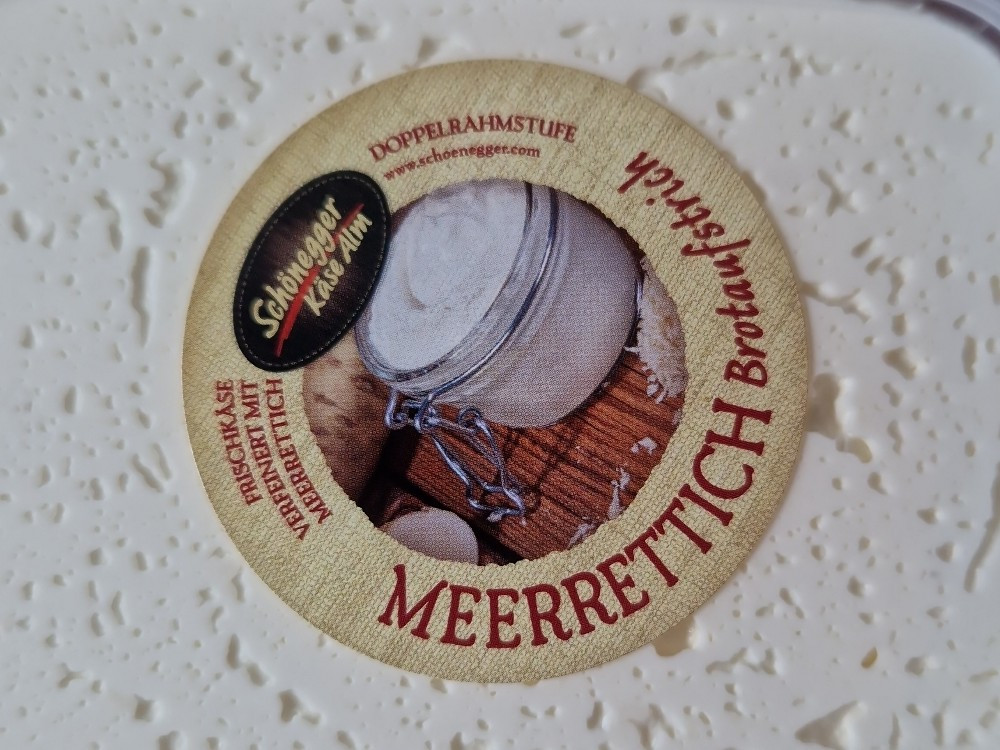 DOPPELRAHMSTUFE
www.schoenegger.com
Schönegger
Käse Alm
FRISCHKÄSE
VERFEINERT MIT
MEERRETTICH
MEERRETTICH Brotaufstrich